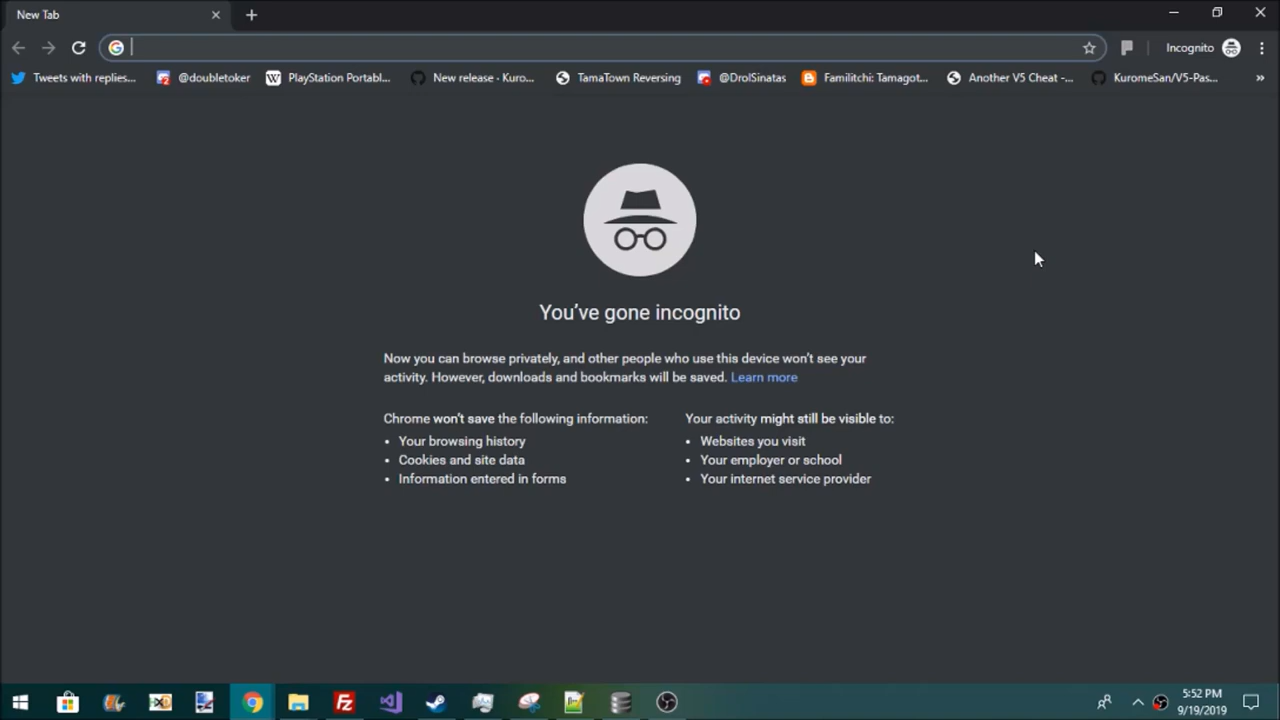 New Tab
Incognito
Tweets with replies...
@doubletoker
PlayStation Portabl...
New release - Kuro...
TamaTown Reversing
@DrolSinatas
Familitchi: Tamagot...
Another V5 Cheat -...
KuromeSan/V5-Pas...
»
You've gone incognito
Now you can browse privately, and other people who use this device won't see your
activity. However, downloads and bookmarks will be saved. Learn more
Chrome won't save the following information:
• Your browsing history
• Cookies and site data
• Information entered in forms
Your activity might still be visible to:
• Websites you visit
• Your employer or school
• Your internet service provider
5:52 PM
9/19/2019